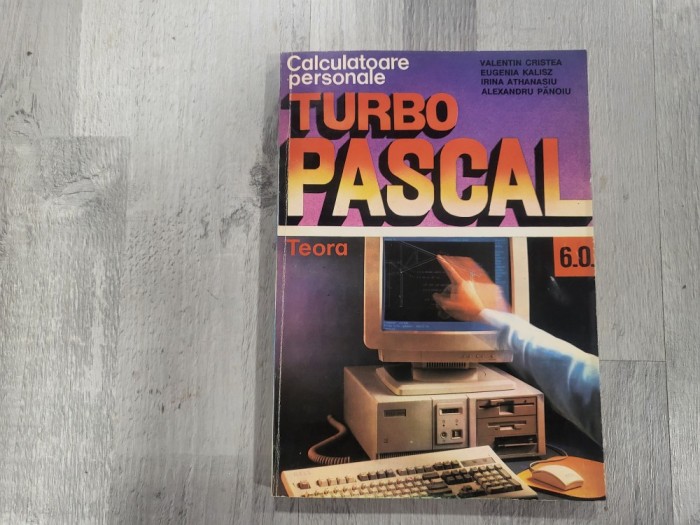 Calculatoare
personale
VALENTIN CRISTEA
EUGENIA KALISZ
IRINA ATHANASIU
ALEXANDRU PĂNOIU
TURBO
PASCAL
Teora
6.0.